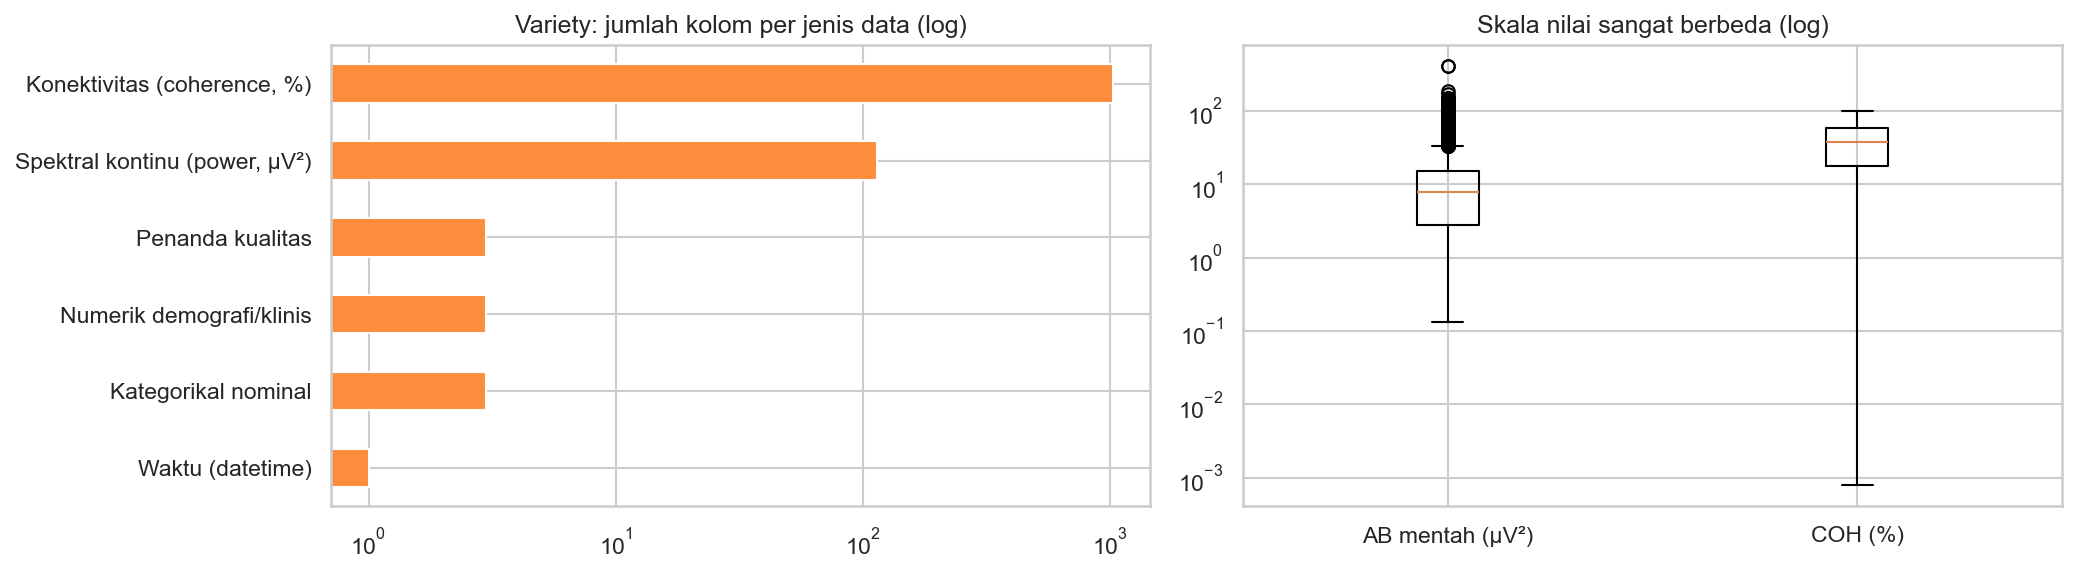 Variety: jumlah kolom per jenis data (log)
Konektivitas (coherence, %)
Spektral kontinu (power, µV²)
Penanda kualitas
Numerik demografi/klinis
Kategorikal nominal
Waktu (datetime)
10⁰ 10¹ 10² 10³
Skala nilai sangat berbeda (log)
10²
10¹
10⁰
10⁻¹
10⁻²
10⁻³
AB mentah (µV²) COH (%)